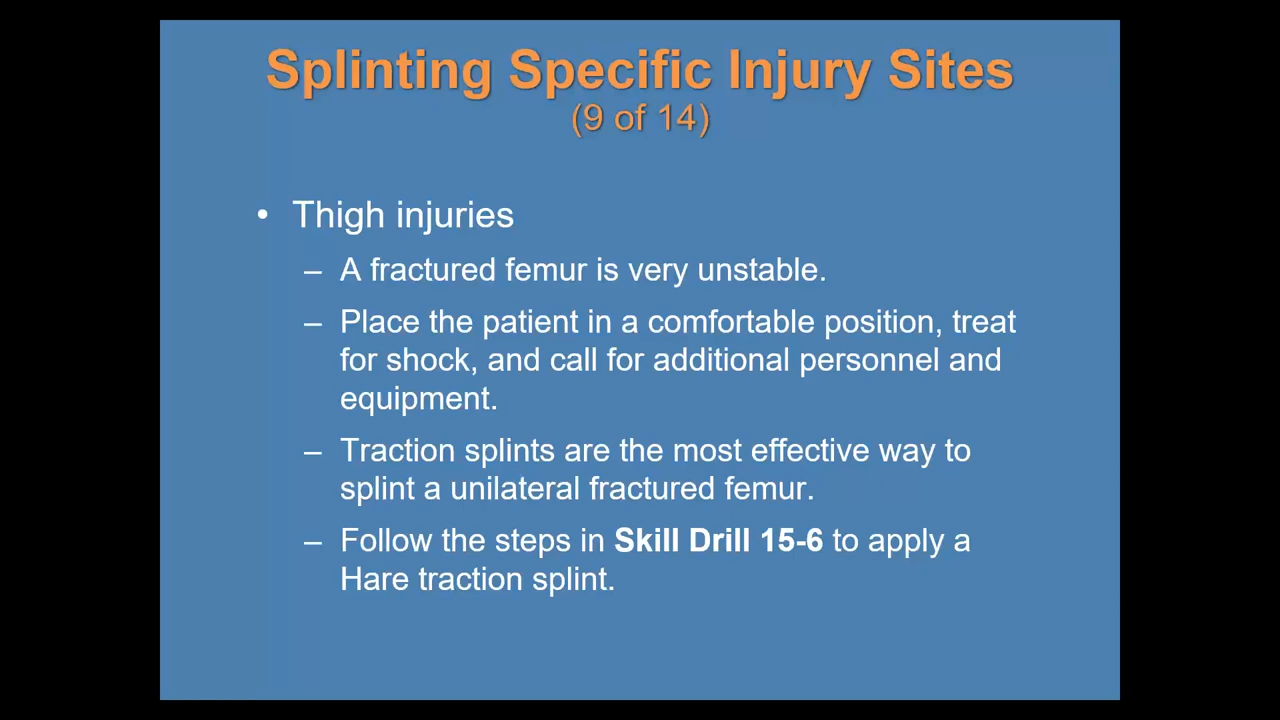 Splinting Specific Injury Sites
(9 of 14)
• Thigh injuries
– A fractured femur is very unstable.
– Place the patient in a comfortable position, treat
for shock, and call for additional personnel and
equipment.
– Traction splints are the most effective way to
splint a unilateral fractured femur.
– Follow the steps in Skill Drill 15-6 to apply a
Hare traction splint.